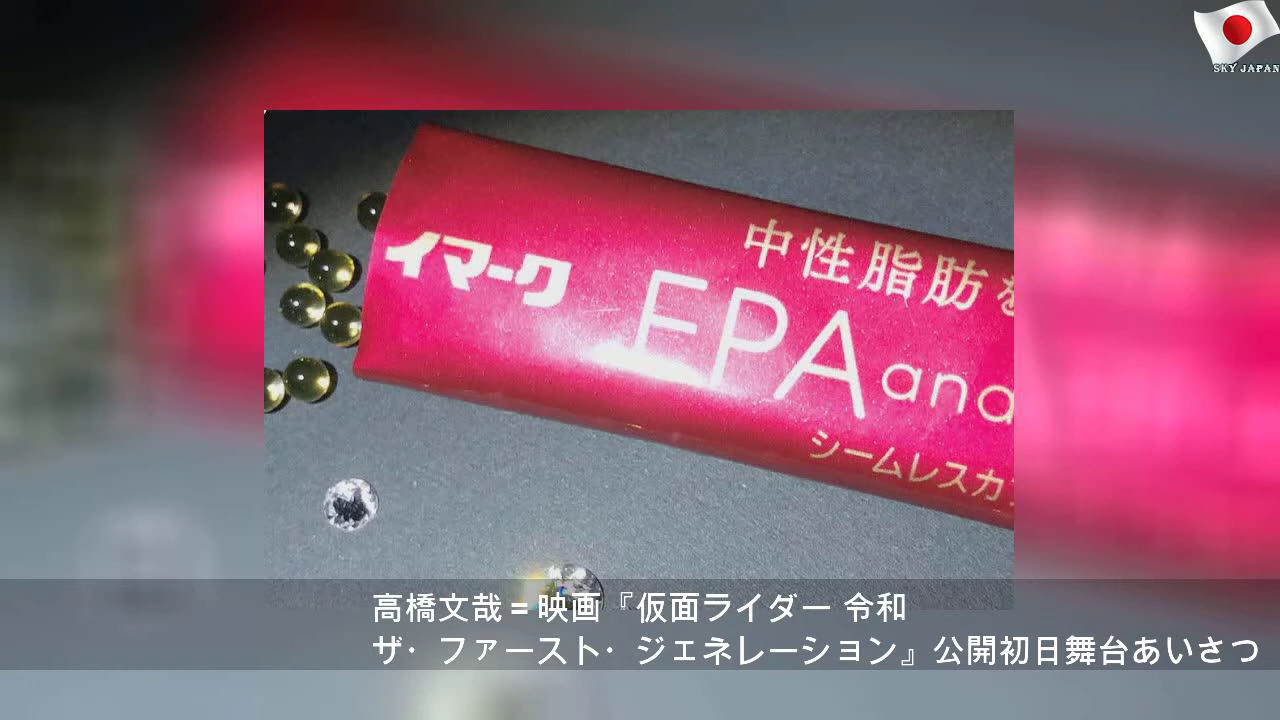 SKY JAPAN
イマーク
中性脂肪を
EPA and
シームレスカ
高橋文哉＝映画『仮面ライダー 令和
ザ・ファースト・ジェネレーション』公開初日舞台あいさつ